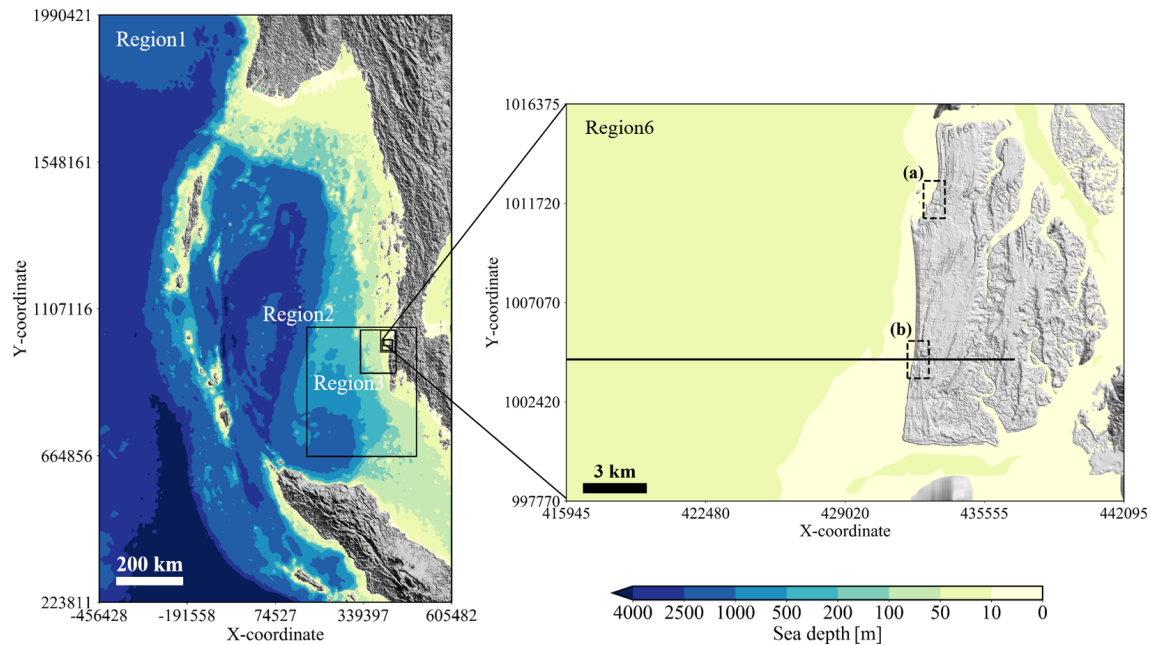 1990421
Region1
1548161
1107116
Region2
Region3
664856
200 km
223811
-456428
-191558
74527
339397
605482
X-coordinate
Y-coordinate
1016375
Region6
(a)
1011720
1007070
(b)
1002420
3 km
997770
415945
422480
429020
435555
442095
X-coordinate
Y-coordinate
4000
2500
1000
500
200
100
50
10
0
Sea depth [m]